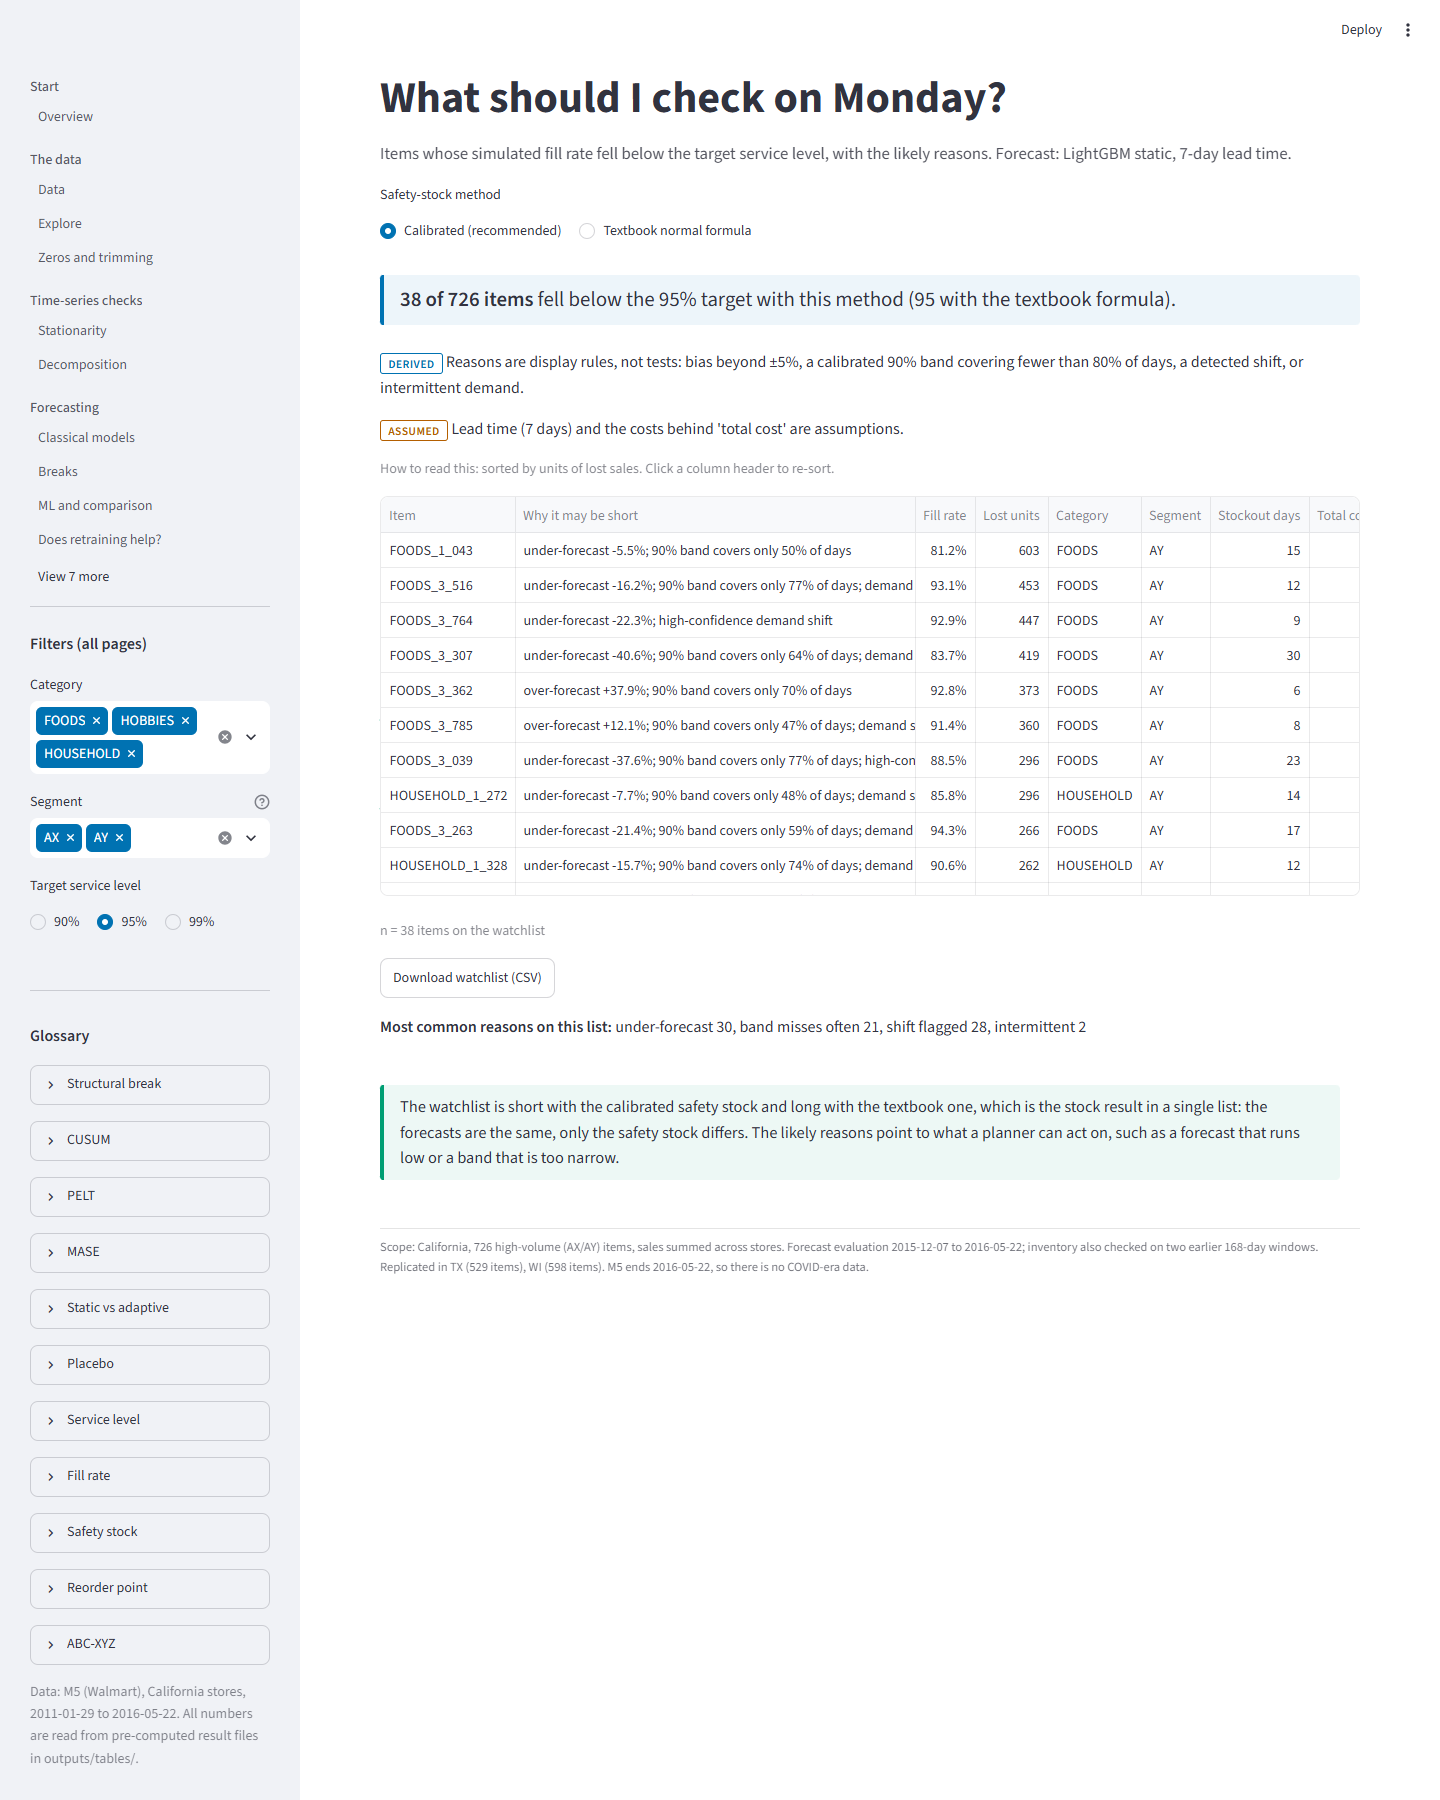 Deploy
Start
Overview
The data
Data
Explore
Zeros and trimming
Time-series checks
Stationarity
Decomposition
Forecasting
Classical models
Breaks
ML and comparison
Does retraining help?
View 7 more
Filters (all pages)
Category
FOODS × HOBBIES ×
HOUSEHOLD ×
Segment
AX × AY ×
Target service level
90% 95% 99%
Glossary
Structural break
CUSUM
PELT
MASE
Static vs adaptive
Placebo
Service level
Fill rate
Safety stock
Reorder point
ABC-XYZ
Data: M5 (Walmart), California stores,
2011-01-29 to 2016-05-22. All numbers
are read from pre-computed result files
in outputs/tables/.
What should I check on Monday?
Items whose simulated fill rate fell below the target service level, with the likely reasons. Forecast: LightGBM static, 7-day lead time.
Safety-stock method
Calibrated (recommended) Textbook normal formula
38 of 726 items fell below the 95% target with this method (95 with the textbook formula).
DERIVED Reasons are display rules, not tests: bias beyond ±5%, a calibrated 90% band covering fewer than 80% of days, a detected shift, or
intermittent demand.
ASSUMED Lead time (7 days) and the costs behind 'total cost' are assumptions.
How to read this: sorted by units of lost sales. Click a column header to re-sort.
Item Why it may be short Fill rate Lost units Category Segment Stockout days Total co
FOODS_1_043 under-forecast -5.5%; 90% band covers only 50% of days 81.2% 603 FOODS AY 15
FOODS_3_516 under-forecast -16.2%; 90% band covers only 77% of days; demand 93.1% 453 FOODS AY 12
FOODS_3_764 under-forecast -22.3%; high-confidence demand shift 92.9% 447 FOODS AY 9
FOODS_3_307 under-forecast -40.6%; 90% band covers only 64% of days; demand 83.7% 419 FOODS AY 30
FOODS_3_362 over-forecast +37.9%; 90% band covers only 70% of days 92.8% 373 FOODS AY 6
FOODS_3_785 over-forecast +12.1%; 90% band covers only 47% of days; demand s 91.4% 360 FOODS AY 8
FOODS_3_039 under-forecast -37.6%; 90% band covers only 77% of days; high-con 88.5% 296 FOODS AY 23
HOUSEHOLD_1_272 under-forecast -7.7%; 90% band covers only 48% of days; demand s 85.8% 296 HOUSEHOLD AY 14
FOODS_3_263 under-forecast -21.4%; 90% band covers only 59% of days; demand 94.3% 266 FOODS AY 17
HOUSEHOLD_1_328 under-forecast -15.7%; 90% band covers only 74% of days; demand 90.6% 262 HOUSEHOLD AY 12
n = 38 items on the watchlist
Download watchlist (CSV)
Most common reasons on this list: under-forecast 30, band misses often 21, shift flagged 28, intermittent 2
The watchlist is short with the calibrated safety stock and long with the textbook one, which is the stock result in a single list: the
forecasts are the same, only the safety stock differs. The likely reasons point to what a planner can act on, such as a forecast that runs
low or a band that is too narrow.
Scope: California, 726 high-volume (AX/AY) items, sales summed across stores. Forecast evaluation 2015-12-07 to 2016-05-22; inventory also checked on two earlier 168-day windows.
Replicated in TX (529 items), WI (598 items). M5 ends 2016-05-22, so there is no COVID-era data.